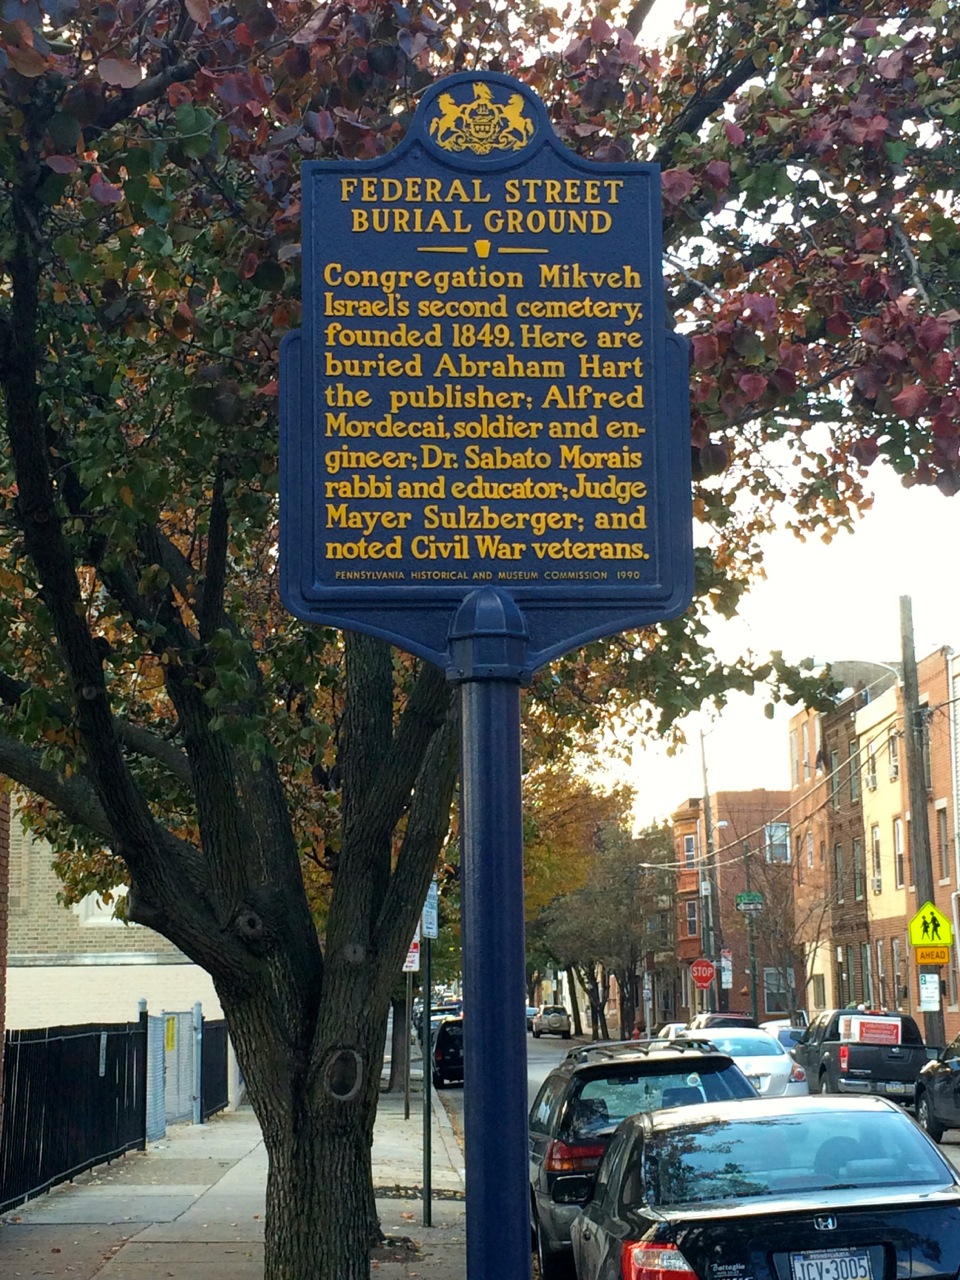 FEDERAL STREET
BURIAL GROUND
Congregation Mikveh
Israel's second cemetery,
founded 1849. Here are
buried Abraham Hart
the publisher; Alfred
Mordecai, soldier and en-
gineer; Dr. Sabato Morais
rabbi and educator; Judge
Mayer Sulzberger; and
noted Civil War veterans.
PENNSYLVANIA HISTORICAL AND MUSEUM COMMISSION 1990
AHEAD
STOP
Battaglia
JCV·3005